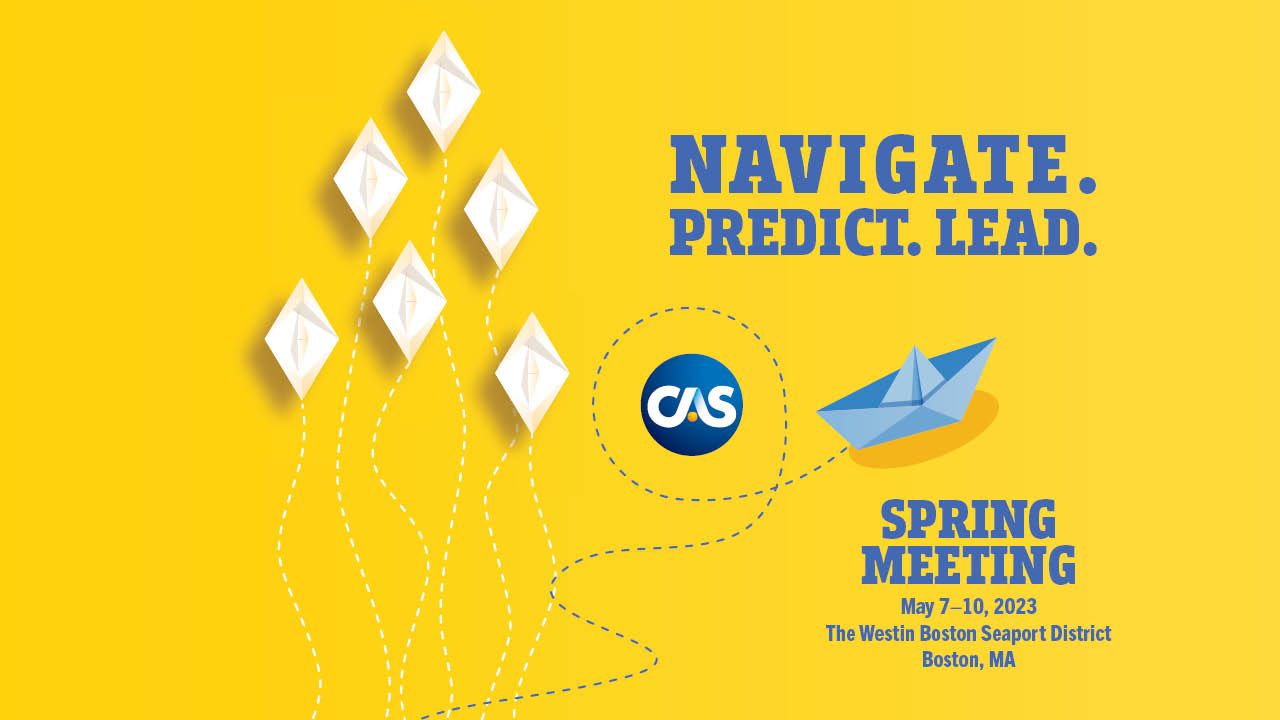 NAVIGATE.
PREDICT. LEAD.
CAS
SPRING
MEETING
May 7–10, 2023
The Westin Boston Seaport District
Boston, MA